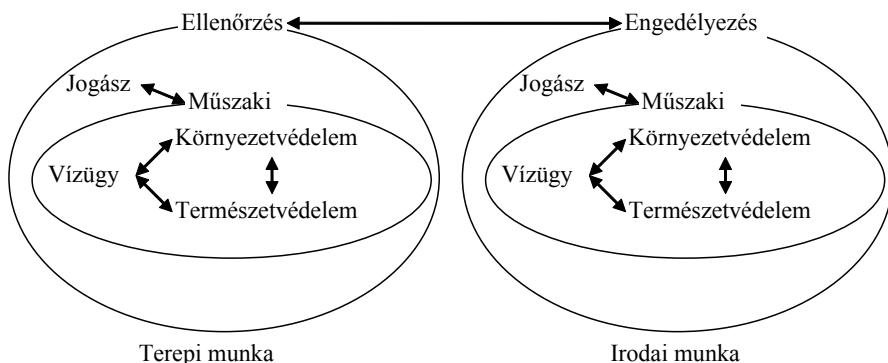 Ellenőrzés
Engedélyezés
Jogász
Műszaki
Környezetvédelem
Vízügy
Természetvédelem
Jogász
Műszaki
Környezetvédelem
Vízügy
Természetvédelem
Terepi munka
Irodai munka